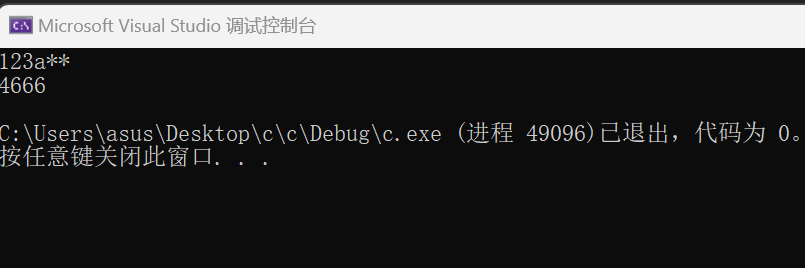 Microsoft Visual Studio 调试控制台
123a**
4666
C:\Users\asus\Desktop\c\c\Debug\c.exe (进程 49096)已退出，代码为 0。
按任意键关闭此窗口. . .